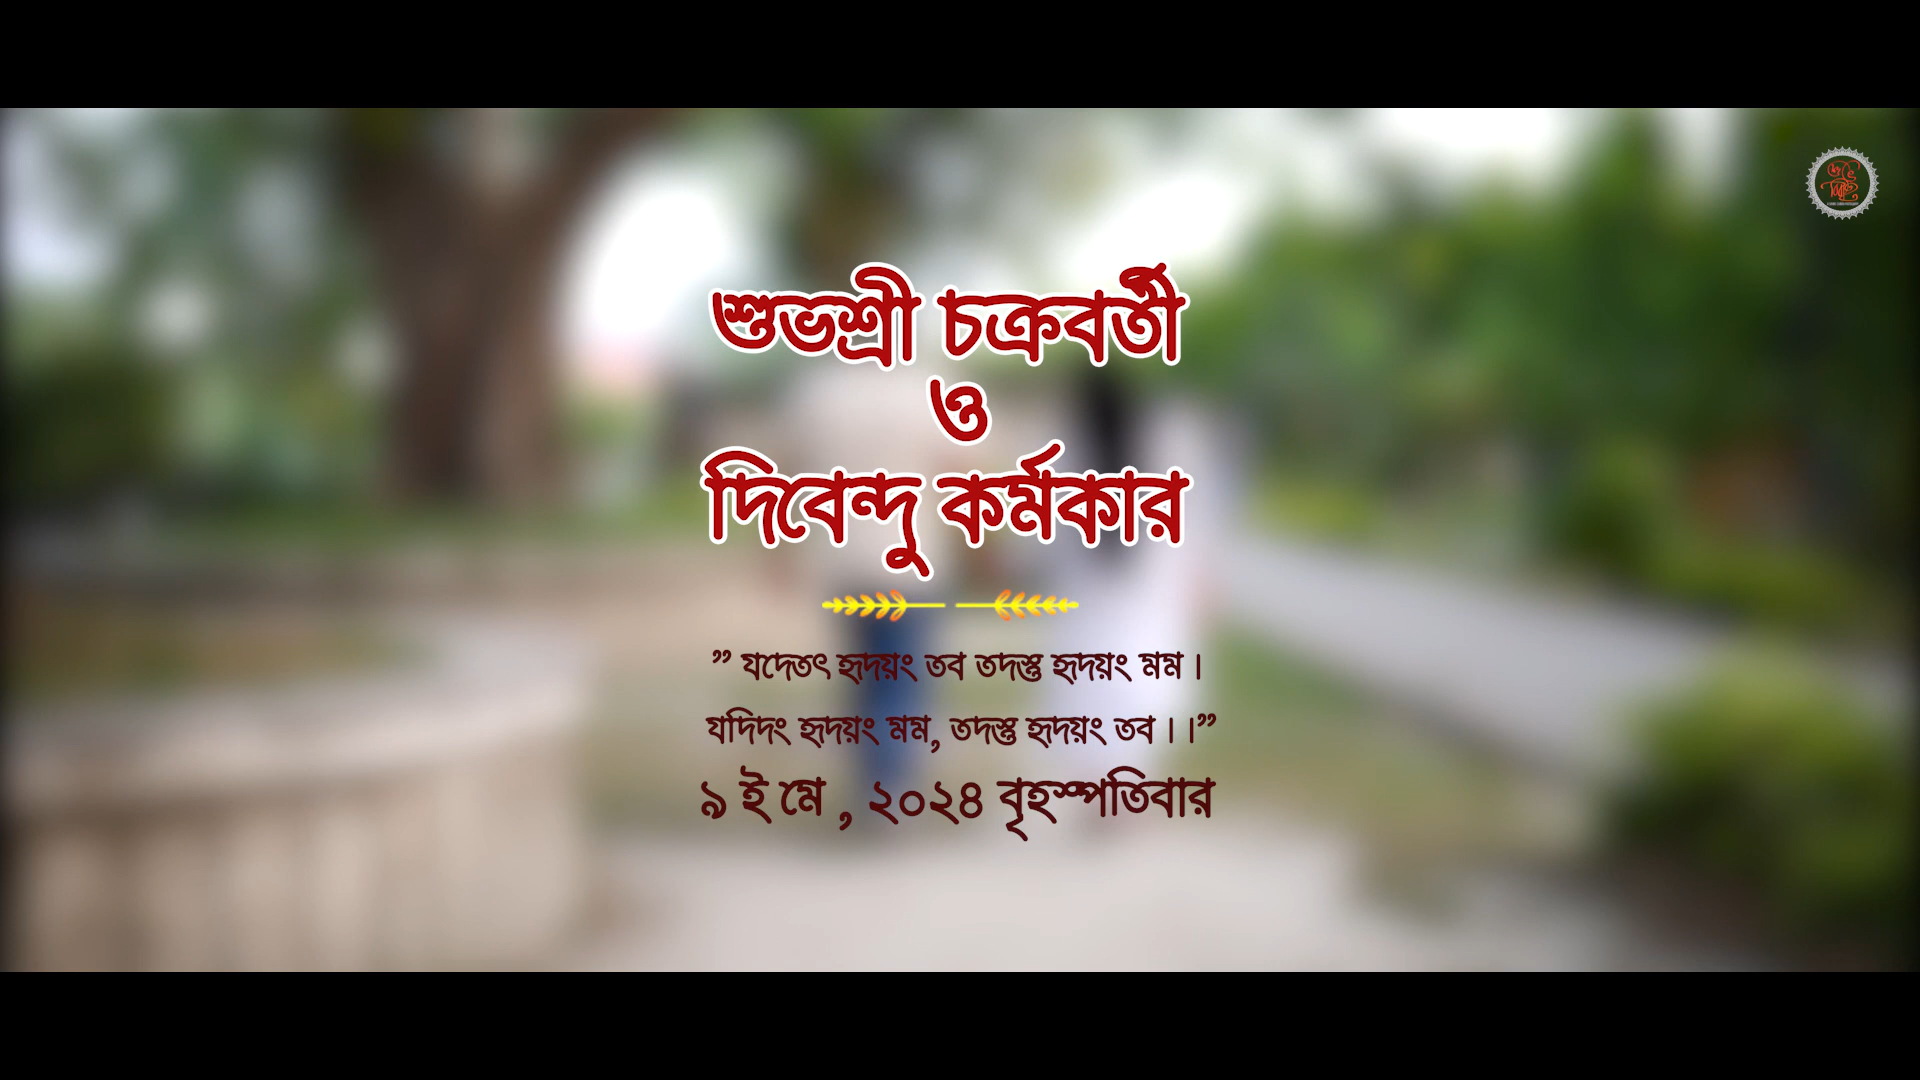 শুভশ্রী চক্রবর্তী
ও
দিবেন্দু কর্মকার
” যদেতৎ হৃদয়ং তব তদস্তু হৃদয়ং মম ।
যদিদং হৃদয়ং মম, তদস্তু হৃদয়ং তব । ।”
৯ ই মে , ২০২৪ বৃহস্পতিবার